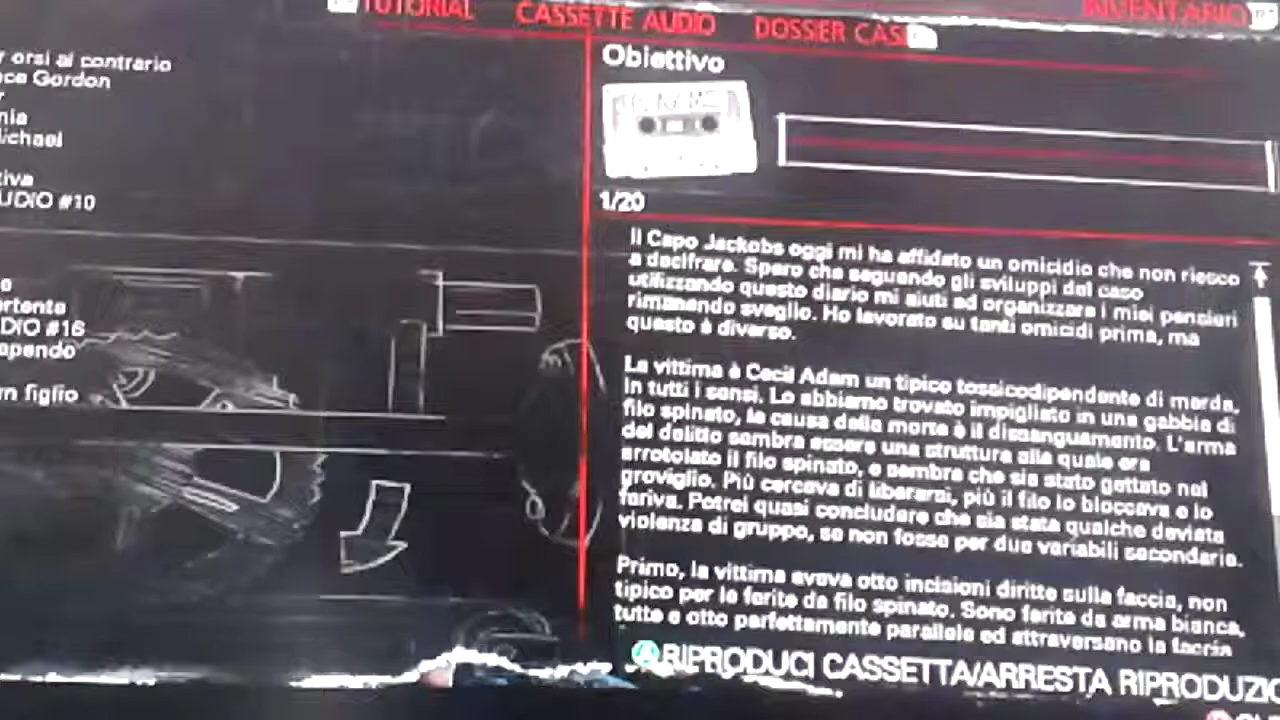 TUTORIAL
CASSETTE AUDIO
DOSSIER CASI
INVENTARIO
r orsi al contrario
nce Gordon
r
nia
Michael
tiva
UDIO #10
e
ortente
DIO #16
apendo
n figlio
Obiettivo
1/20
Il Capo Jackobs oggi mi ha affidato un omicidio che non riesco
a decifrare. Spero che seguendo gli sviluppi del caso
utilizzando questo diario mi aiuti ad organizzare i miei pensieri
rimanendo sveglio. Ho lavorato su tanti omicidi prima, ma
questo è diverso.
La vittima è Cecil Adam un tipico tossicodipendente di merda.
In tutti i sensi. Lo abbiamo trovato impigliato in una gabbia di
filo spinato, la causa della morte è il dissanguamento. L'arma
del delitto sembra essere una struttura alla quale era
arrotolato il filo spinato, e sembra che sia stato gettato nel
groviglio. Più cercava di liberarsi, più il filo lo bloccava e lo
feriva. Potrei quasi concludere che sia stata qualche deviata
violenza di gruppo, se non fosse per due variabili secondarie.
Primo, la vittima aveva otto incisioni diritte sulla faccia, non
tipico per le ferite da filo spinato. Sono ferite da arma bianca,
tutte e otto perfettamente parallele ed attraversano la faccia
A RIPRODUCI CASSETTA/ARRESTA RIPRODUZIO